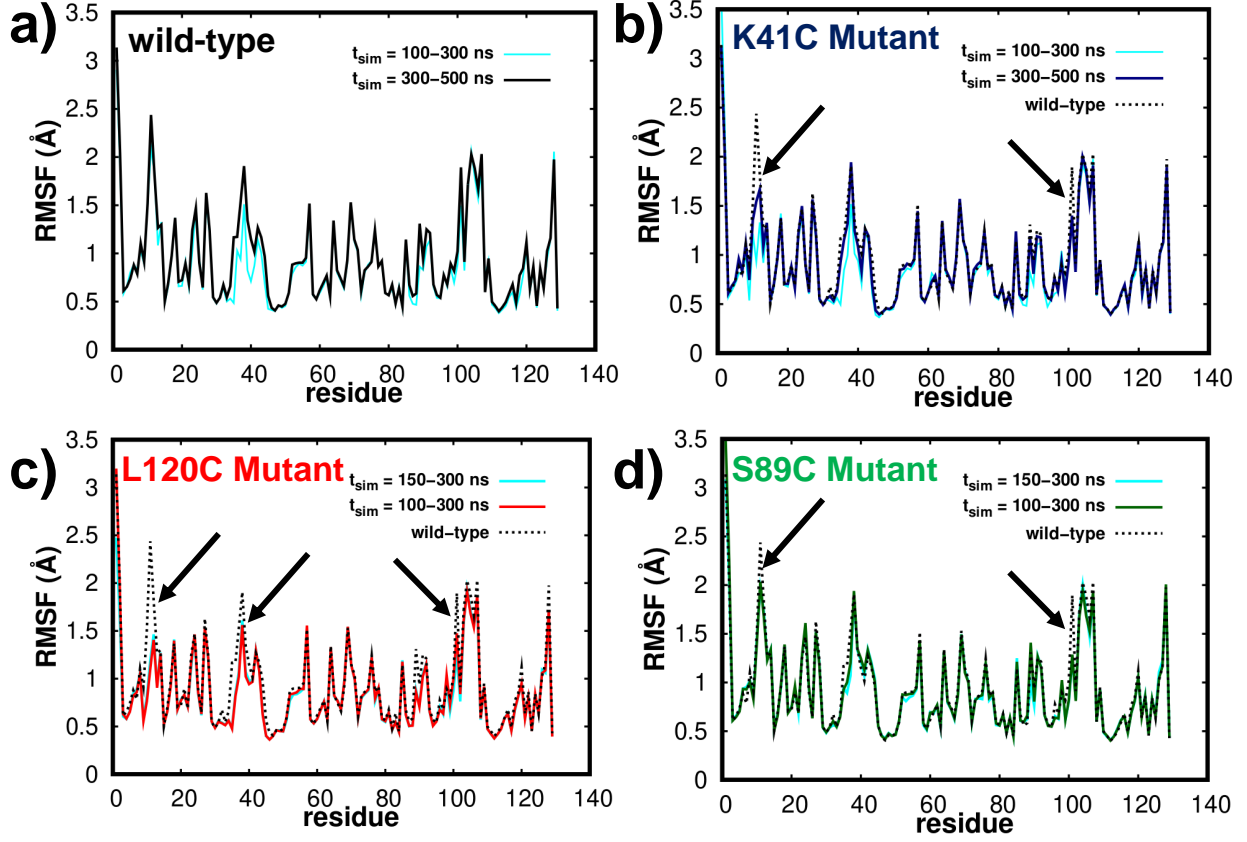 a)
wild-type
t_sim = 100–300 ns
t_sim = 300–500 ns
RMSF (Å)
3.5
3
2.5
2
1.5
1
0.5
0
0 20 40 60 80 100 120 140
residue
b)
K41C Mutant
t_sim = 100–300 ns
t_sim = 300–500 ns
wild–type
RMSF (Å)
3.5
3
2.5
2
1.5
1
0.5
0
0 20 40 60 80 100 120 140
residue
c)
L120C Mutant
t_sim = 150–300 ns
t_sim = 100–300 ns
wild–type
RMSF (Å)
3.5
3
2.5
2
1.5
1
0.5
0
0 20 40 60 80 100 120 140
residue
d)
S89C Mutant
t_sim = 150–300 ns
t_sim = 100–300 ns
wild–type
RMSF (Å)
3.5
3
2.5
2
1.5
1
0.5
0
0 20 40 60 80 100 120 140
residue